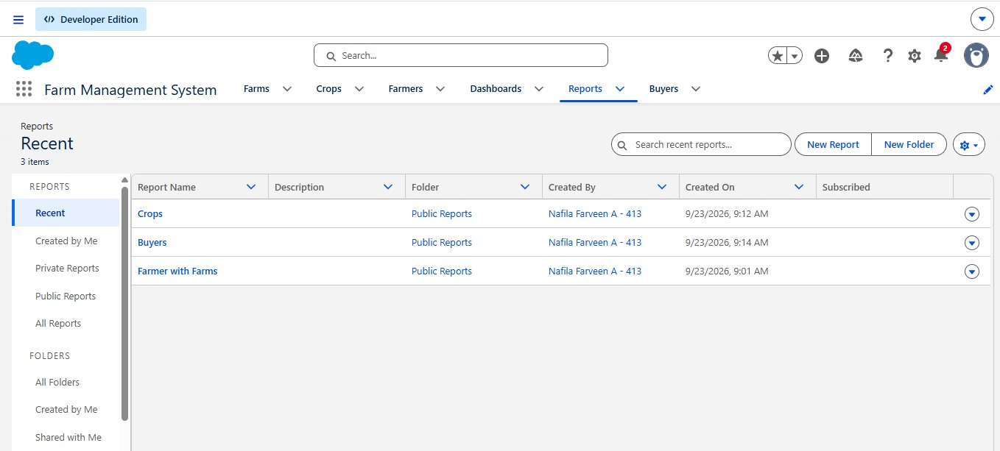 Developer Edition
Search...
2
Farm Management System Farms Crops Farmers Dashboards Reports Buyers
Reports
Recent
3 items
Search recent reports... New Report New Folder
REPORTS
Recent
Created by Me
Private Reports
Public Reports
All Reports
FOLDERS
All Folders
Created by Me
Shared with Me
Report Name Description Folder Created By Created On Subscribed
Crops Public Reports Nafila Farveen A - 413 9/23/2026, 9:12 AM
Buyers Public Reports Nafila Farveen A - 413 9/23/2026, 9:14 AM
Farmer with Farms Public Reports Nafila Farveen A - 413 9/23/2026, 9:01 AM